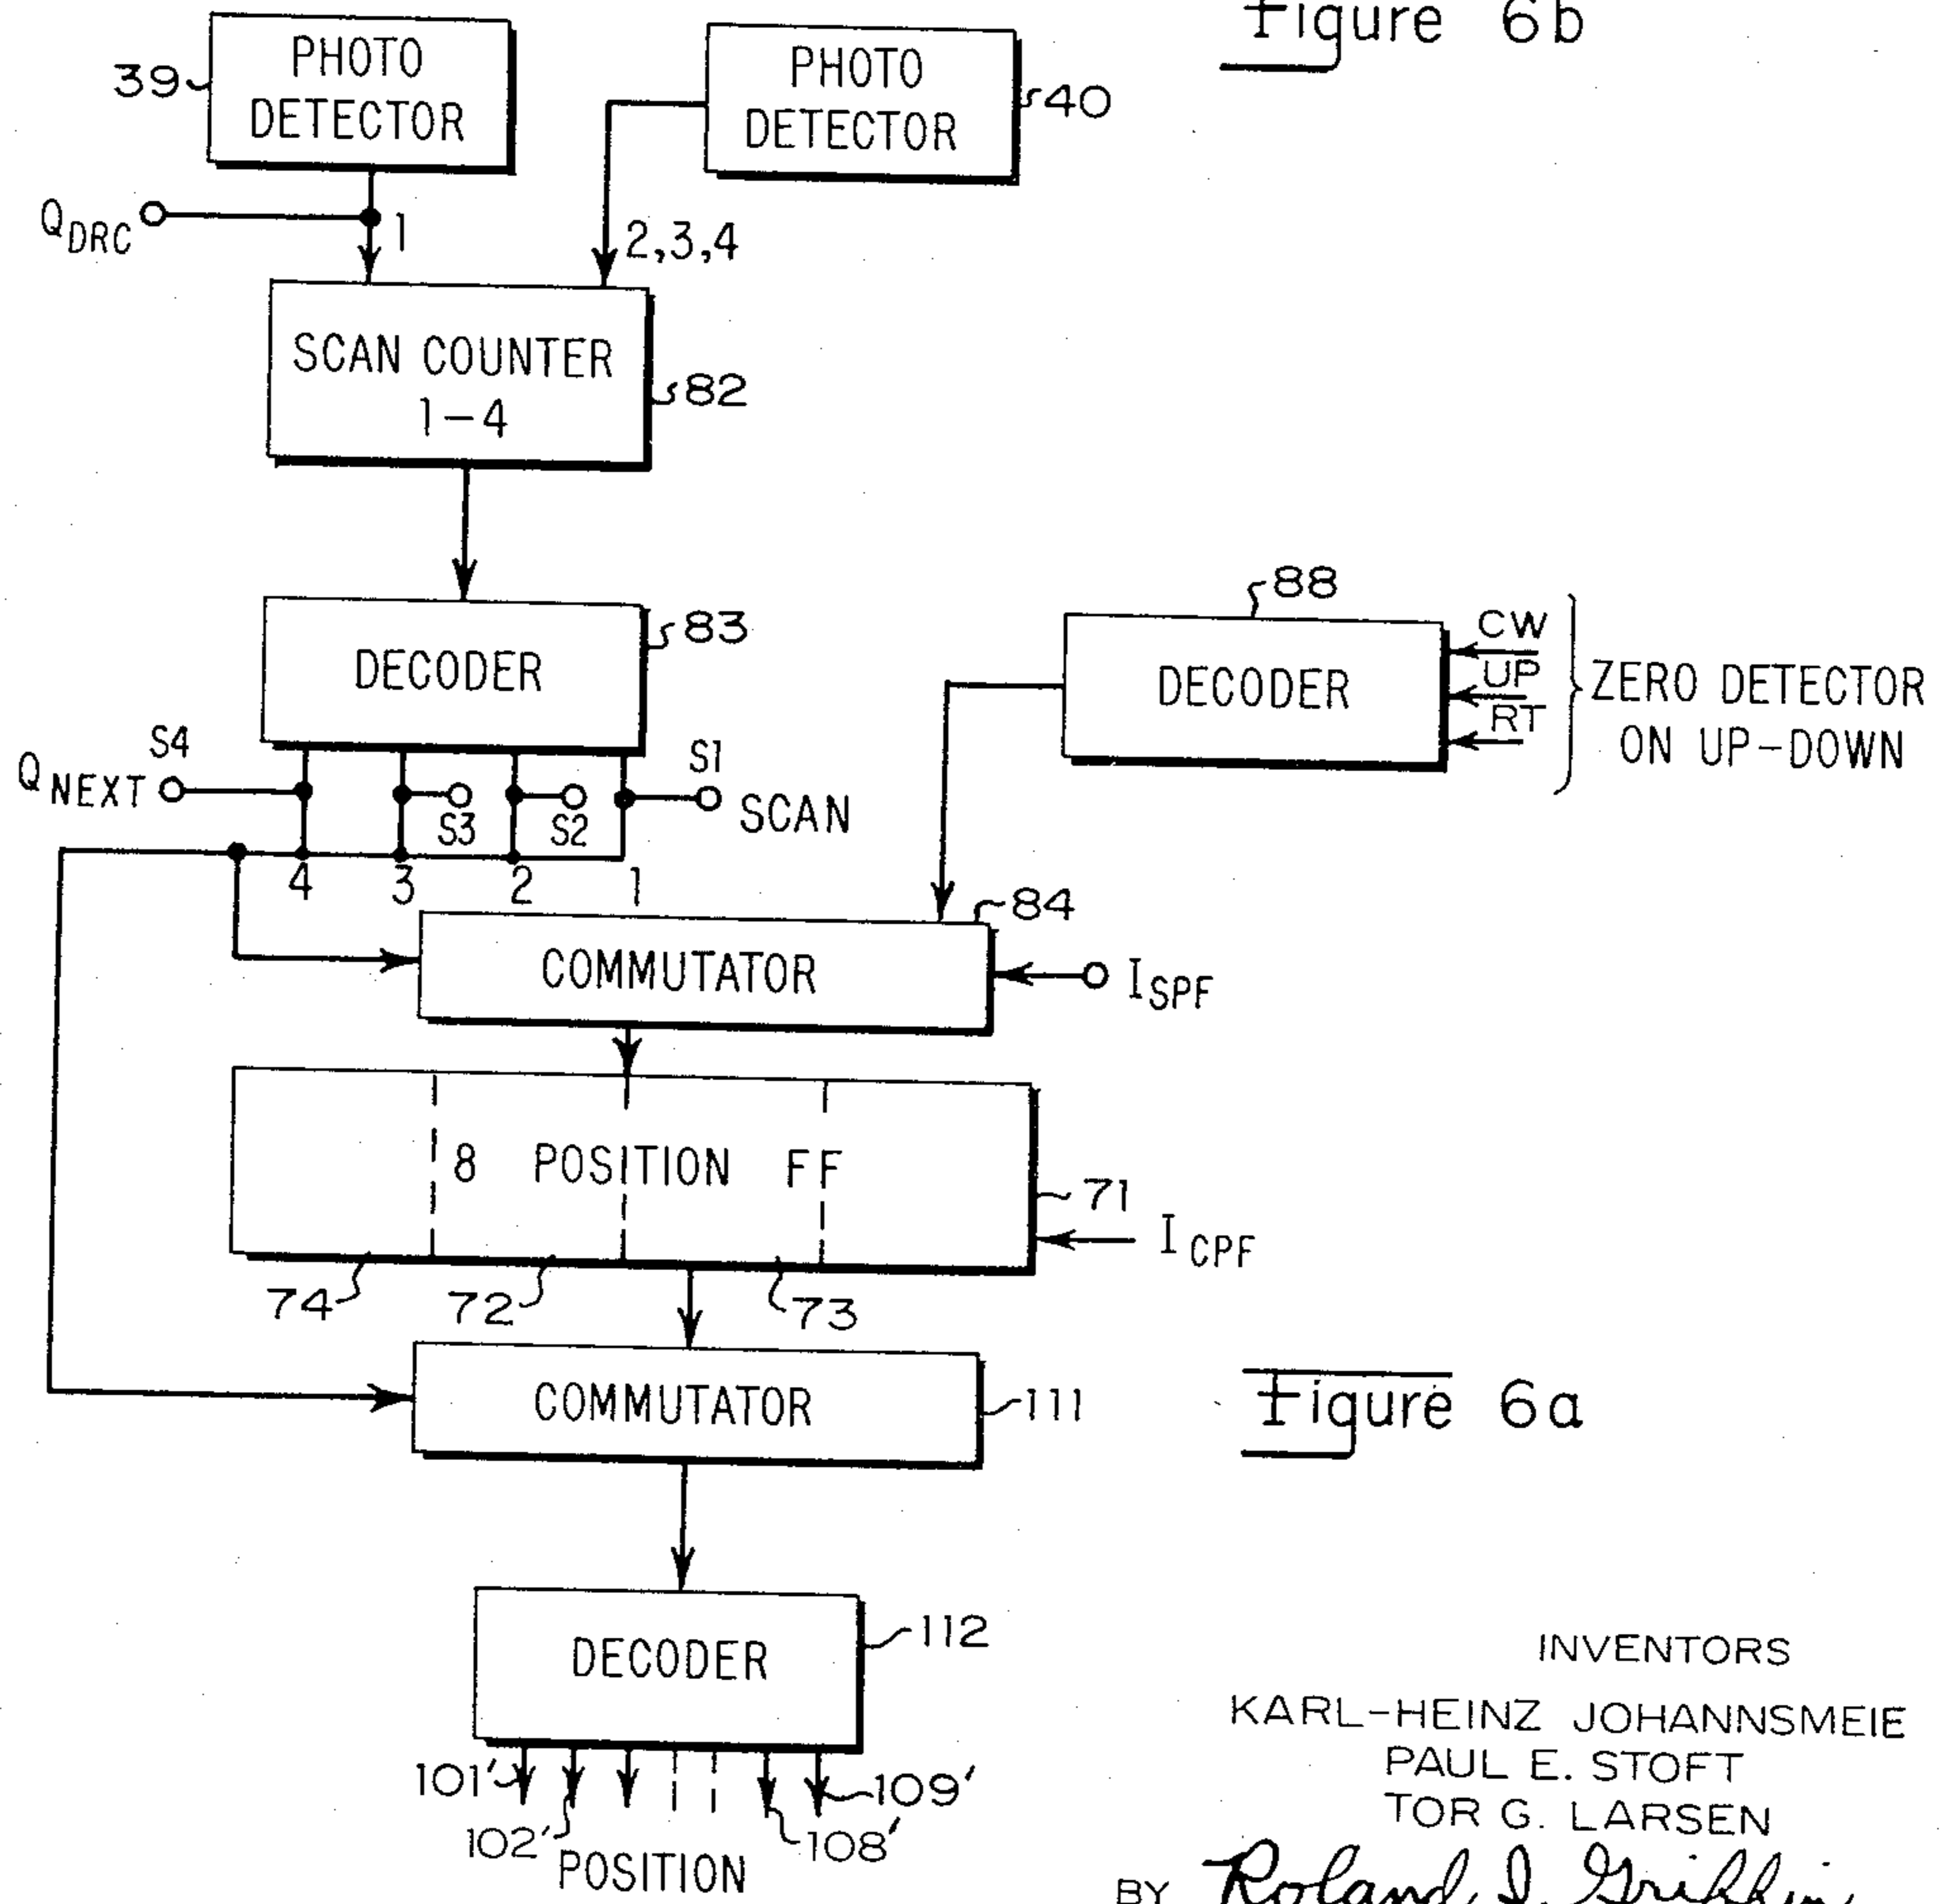 Figure 6b
PHOTO
DETECTOR
39
PHOTO
DETECTOR
40
QDRC
1
2,3,4
SCAN COUNTER
1-4
82
DECODER
83
88
DECODER
CW
UP
RT
ZERO DETECTOR
ON UP-DOWN
QNEXT
S4
S3
S2
S1
SCAN
4
3
2
1
84
COMMUTATOR
ISPF
8 POSITION FF
71
ICPF
74
72
73
COMMUTATOR
111
Figure 6a
DECODER
112
101'
102'
108'
109'
POSITION
INVENTORS
KARL-HEINZ JOHANNSMEIE
PAUL E. STOFT
TOR G. LARSEN
BY Roland I. Griffin